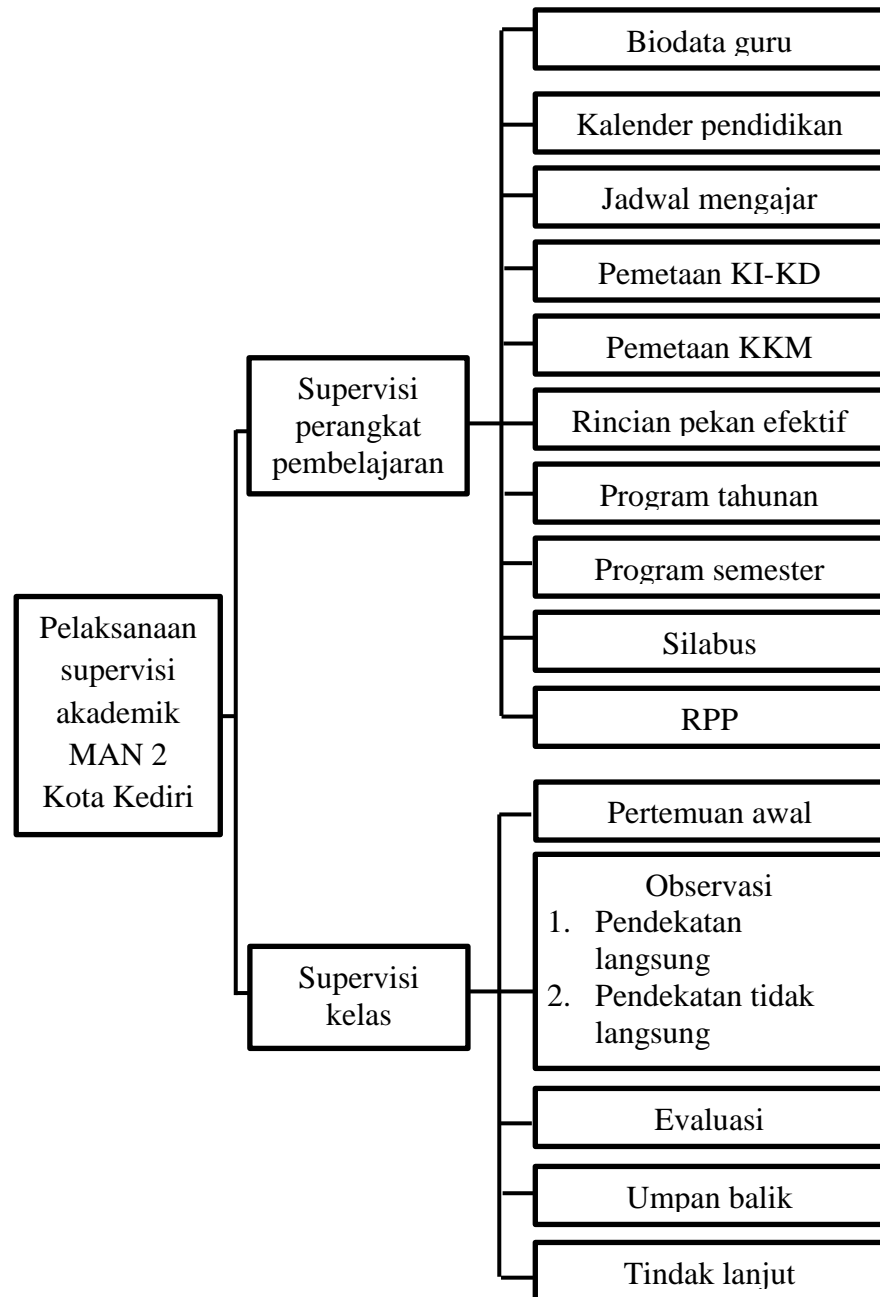 Pelaksanaan
supervisi
akademik
MAN 2
Kota Kediri
Supervisi
perangkat
pembelajaran
Biodata guru
Kalender pendidikan
Jadwal mengajar
Pemetaan KI-KD
Pemetaan KKM
Rincian pekan efektif
Program tahunan
Program semester
Silabus
RPP
Supervisi
kelas
Pertemuan awal
Observasi
1. Pendekatan
langsung
2. Pendekatan tidak
langsung
Evaluasi
Umpan balik
Tindak lanjut